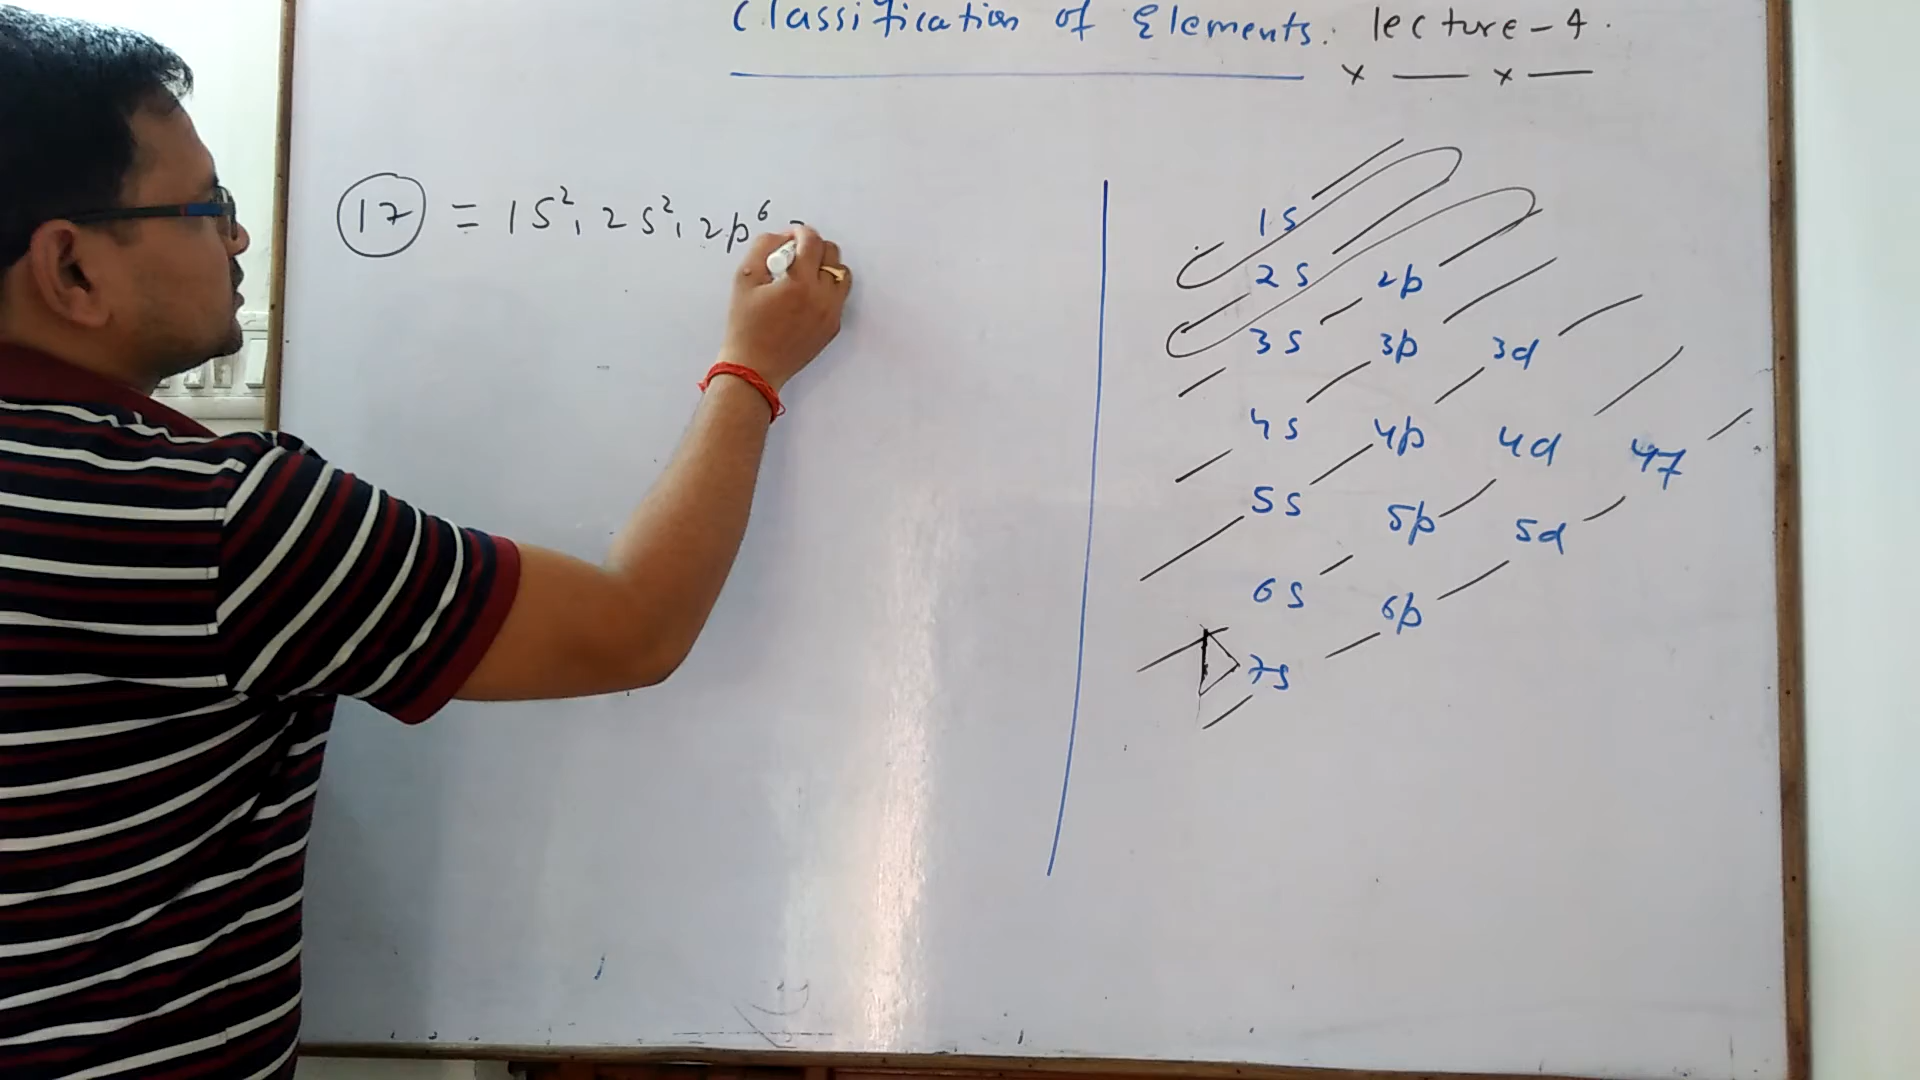 Classification of Elements. Lecture-4.
17 = 1s², 2s², 2p⁶
1s
2s 2p
3s 3p 3d
4s 4p 4d 4f
5s 5p 5d
6s 6p
7s